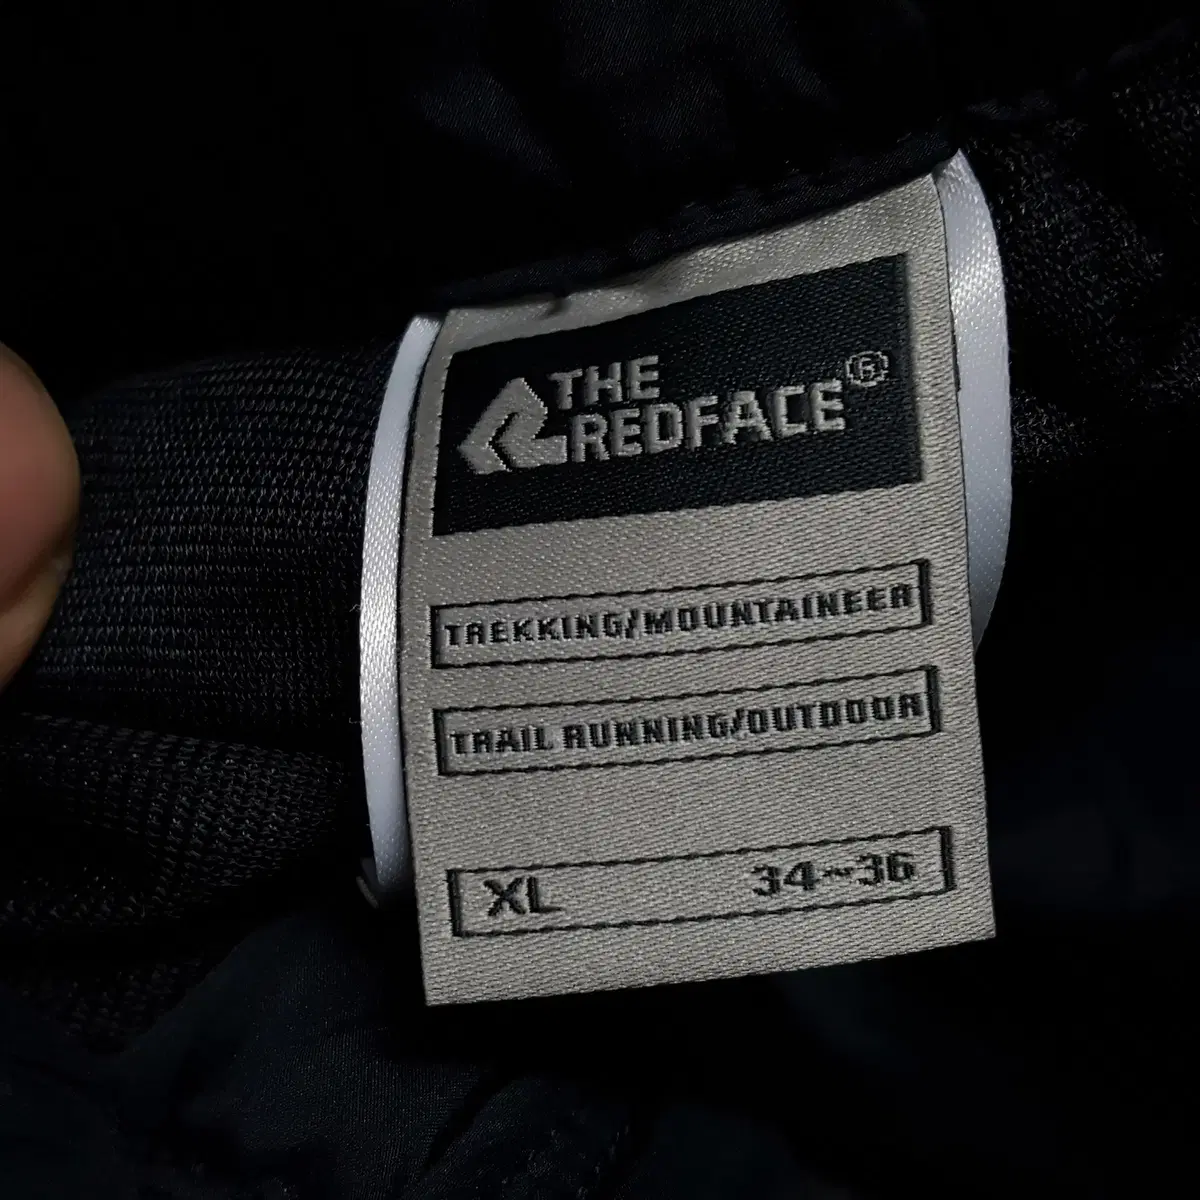 THE
REDFACE®
TREKKING/MOUNTAINEER
TRAIL RUNNING/OUTDOOR
XL 34~36